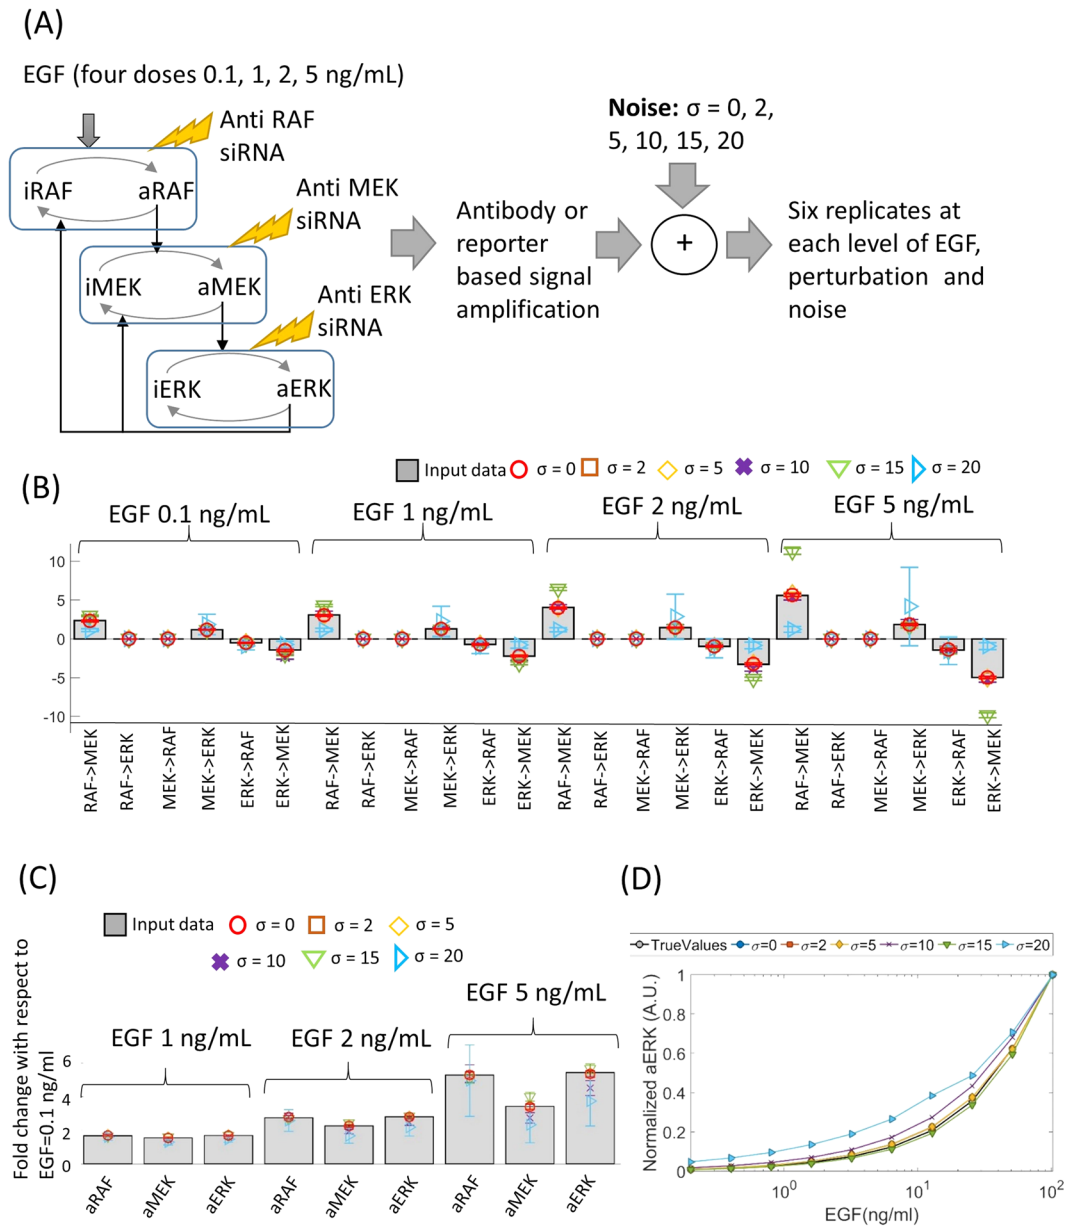 (A)
EGF (four doses 0.1, 1, 2, 5 ng/mL)
Anti RAF
siRNA
iRAF aRAF
Anti MEK
siRNA
iMEK aMEK
Anti ERK
siRNA
iERK aERK
Antibody or
reporter
based signal
amplification
Noise: σ = 0, 2,
5, 10, 15, 20
+
Six replicates at
each level of EGF,
perturbation and
noise
(B)
Input data σ = 0 σ = 2 σ = 5 σ = 10 σ = 15 σ = 20
EGF 0.1 ng/mL EGF 1 ng/mL EGF 2 ng/mL EGF 5 ng/mL
10
5
0
-5
-10
RAF->MEK
RAF->ERK
MEK->RAF
MEK->ERK
ERK->RAF
ERK->MEK
RAF->MEK
RAF->ERK
MEK->RAF
MEK->ERK
ERK->RAF
ERK->MEK
RAF->MEK
RAF->ERK
MEK->RAF
MEK->ERK
ERK->RAF
ERK->MEK
RAF->MEK
RAF->ERK
MEK->RAF
MEK->ERK
ERK->RAF
ERK->MEK
(C)
Input data σ = 0 σ = 2 σ = 5
σ = 10 σ = 15 σ = 20
EGF 1 ng/mL EGF 2 ng/mL EGF 5 ng/mL
Fold change with respect to
EGF=0.1 ng/ml
6
4
2
0
aRAF
aMEK
aERK
aRAF
aMEK
aERK
aRAF
aMEK
aERK
(D)
TrueValues σ=0 σ=2 σ=5 σ=10 σ=15 σ=20
Normalized aERK (A.U.)
1
0.8
0.6
0.4
0.2
0
10⁰ 10¹ 10²
EGF(ng/ml)